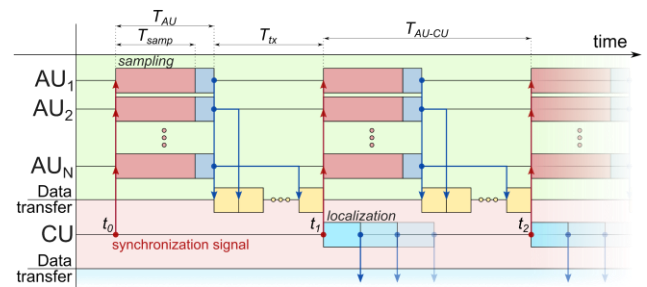 T_AU
T_samp
T_tx
T_AU-CU
time
sampling
AU_1
AU_2
AU_N
Data
transfer
localization
t_0
t_1
t_2
CU
synchronization signal
Data
transfer